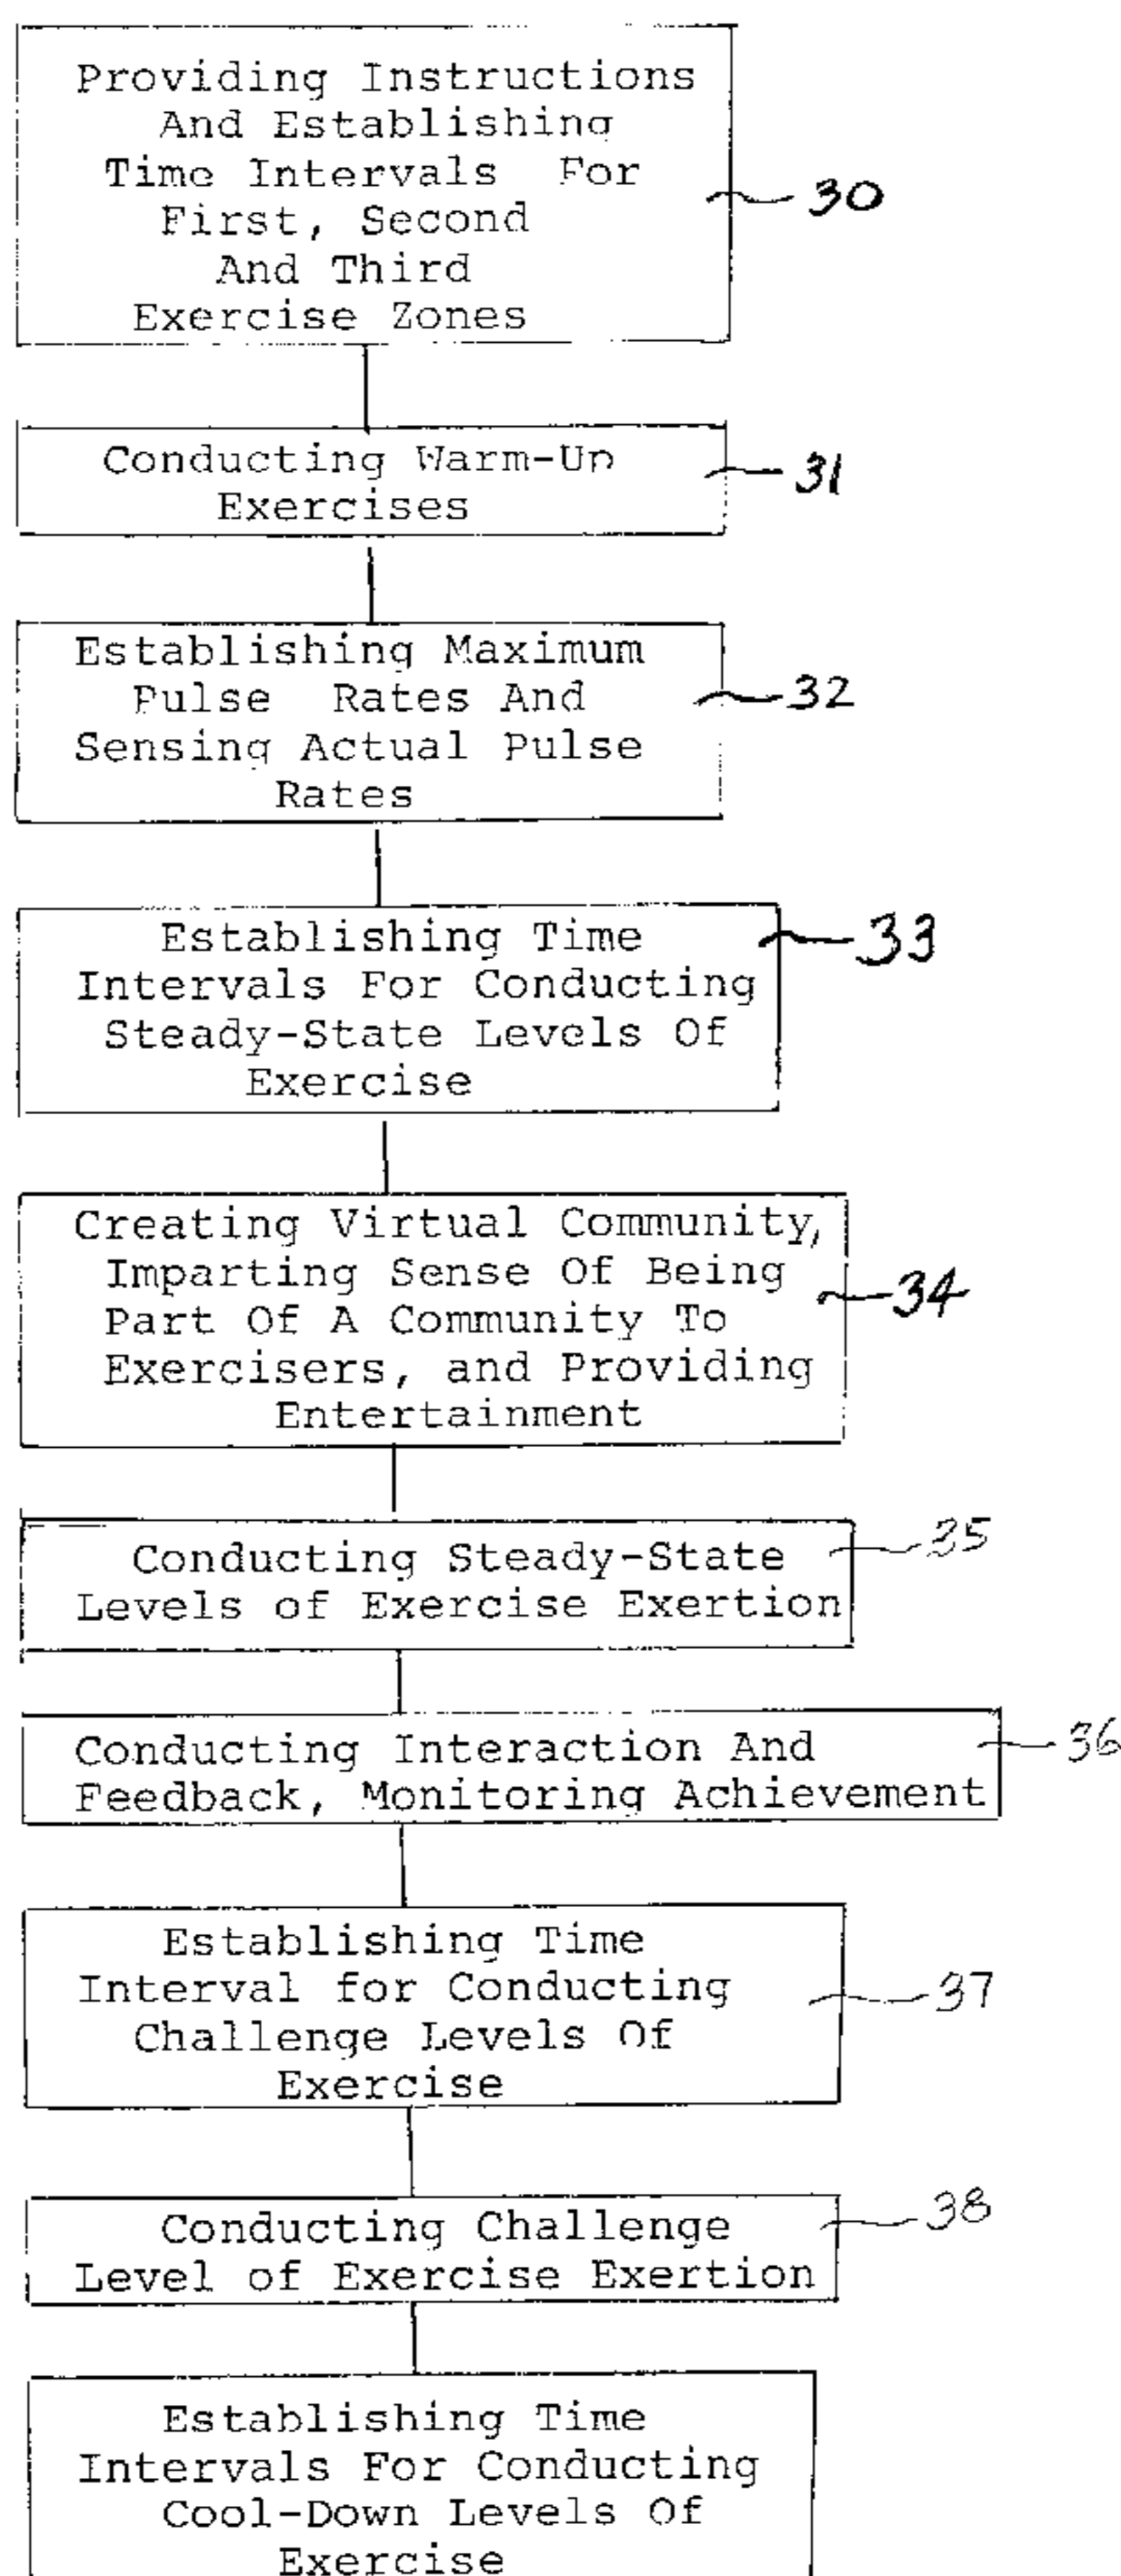 Providing Instructions
And Establishing
Time Intervals For
First, Second
And Third
Exercise Zones
30
Conducting Warm-Up
Exercises
31
Establishing Maximum
Pulse Rates And
Sensing Actual Pulse
Rates
32
Establishing Time
Intervals For Conducting
Steady-State Levels Of
Exercise
33
Creating Virtual Community,
Imparting Sense Of Being
Part Of A Community To
Exercisers, and Providing
Entertainment
34
Conducting Steady-State
Levels of Exercise Exertion
35
Conducting Interaction And
Feedback, Monitoring Achievement
36
Establishing Time
Interval for Conducting
Challenge Levels Of
Exercise
37
Conducting Challenge
Level of Exercise Exertion
38
Establishing Time
Intervals For Conducting
Cool-Down Levels Of
Exercise